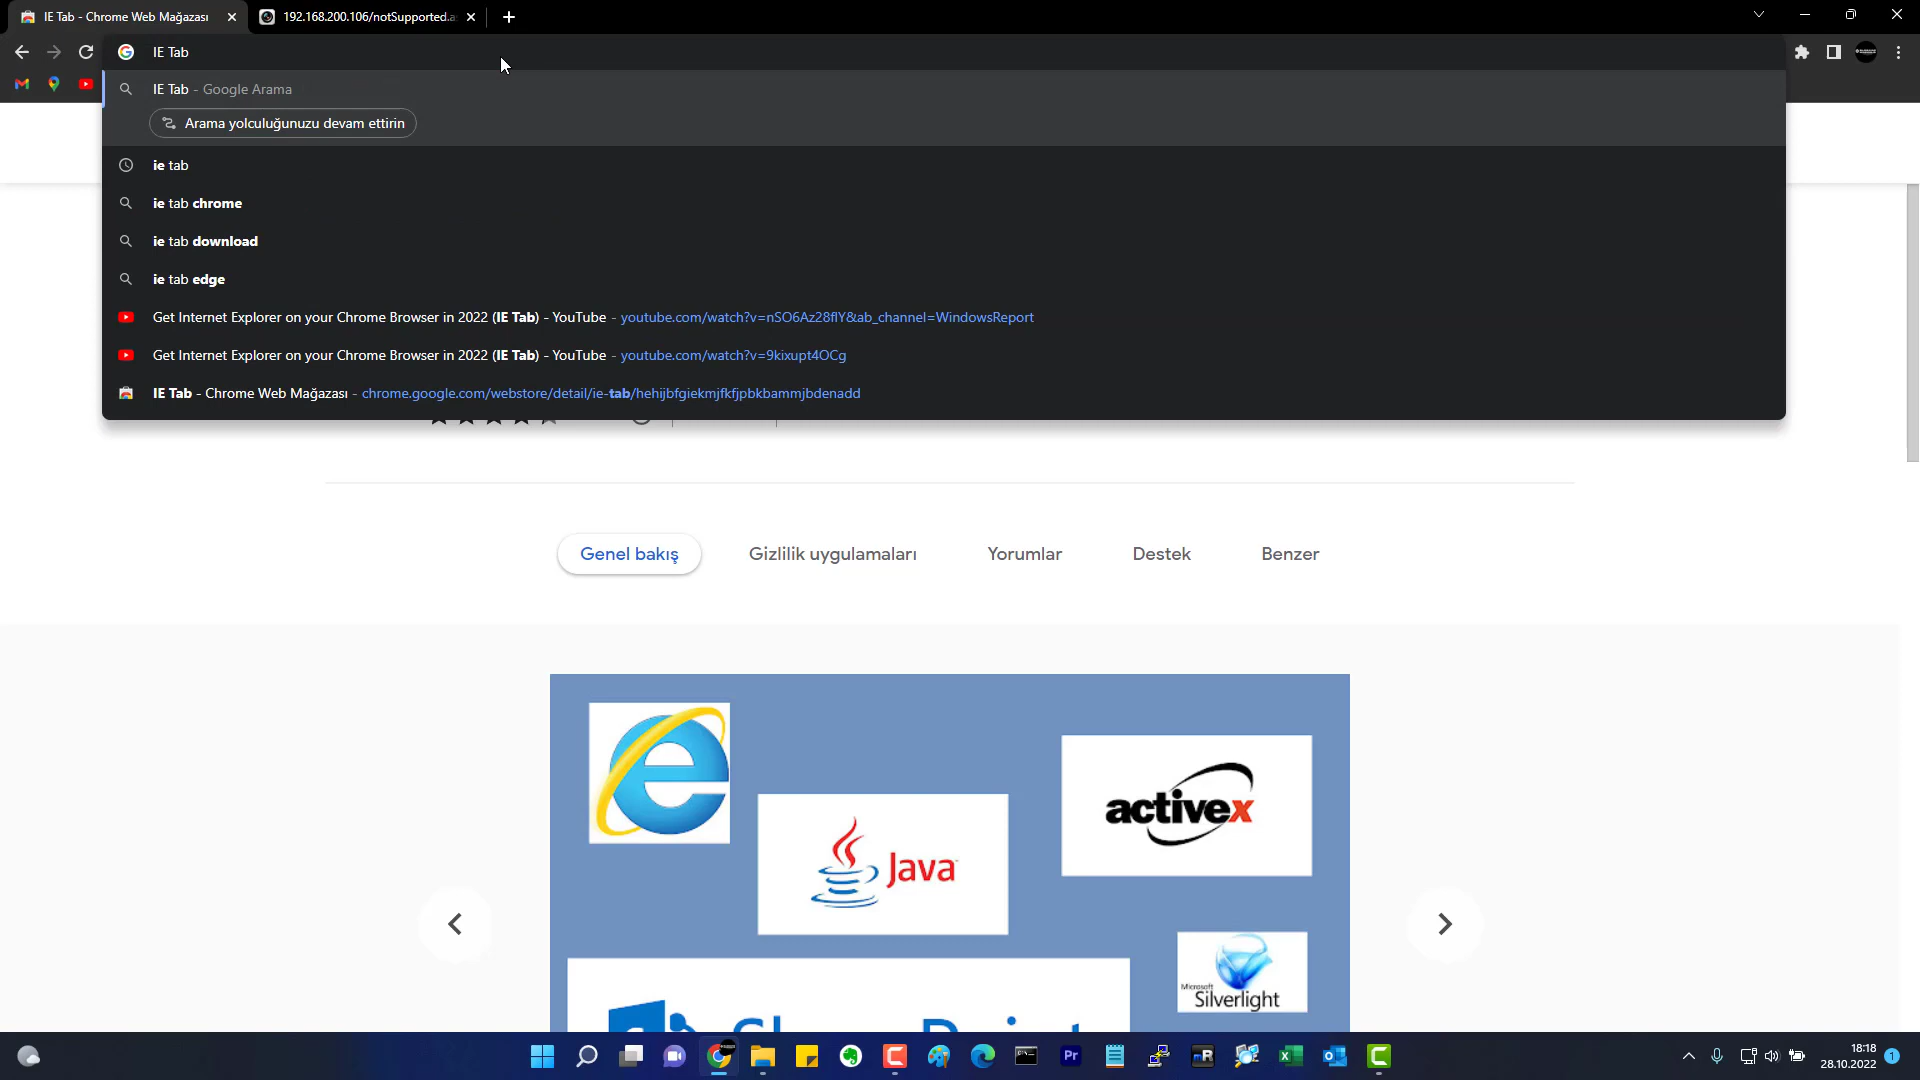 IE Tab - Chrome Web Mağazası
192.168.200.106/notSupported.a
IE Tab
IE Tab - Google Arama
Arama yolculuğunuzu devam ettirin
ie tab
ie tab chrome
ie tab download
ie tab edge
Get Internet Explorer on your Chrome Browser in 2022 (IE Tab) - YouTube - youtube.com/watch?v=nSO6Az28flY&ab_channel=WindowsReport
Get Internet Explorer on your Chrome Browser in 2022 (IE Tab) - YouTube - youtube.com/watch?v=9kixupt4OCg
IE Tab - Chrome Web Mağazası - chrome.google.com/webstore/detail/ie-tab/hehijbfgiekmjfkfjpbkbammjbdenadd
Genel bakış
Gizlilik uygulamaları
Yorumlar
Destek
Benzer
activex
Java
Microsoft
Silverlight
Pr
18:18
28.10.2022
1